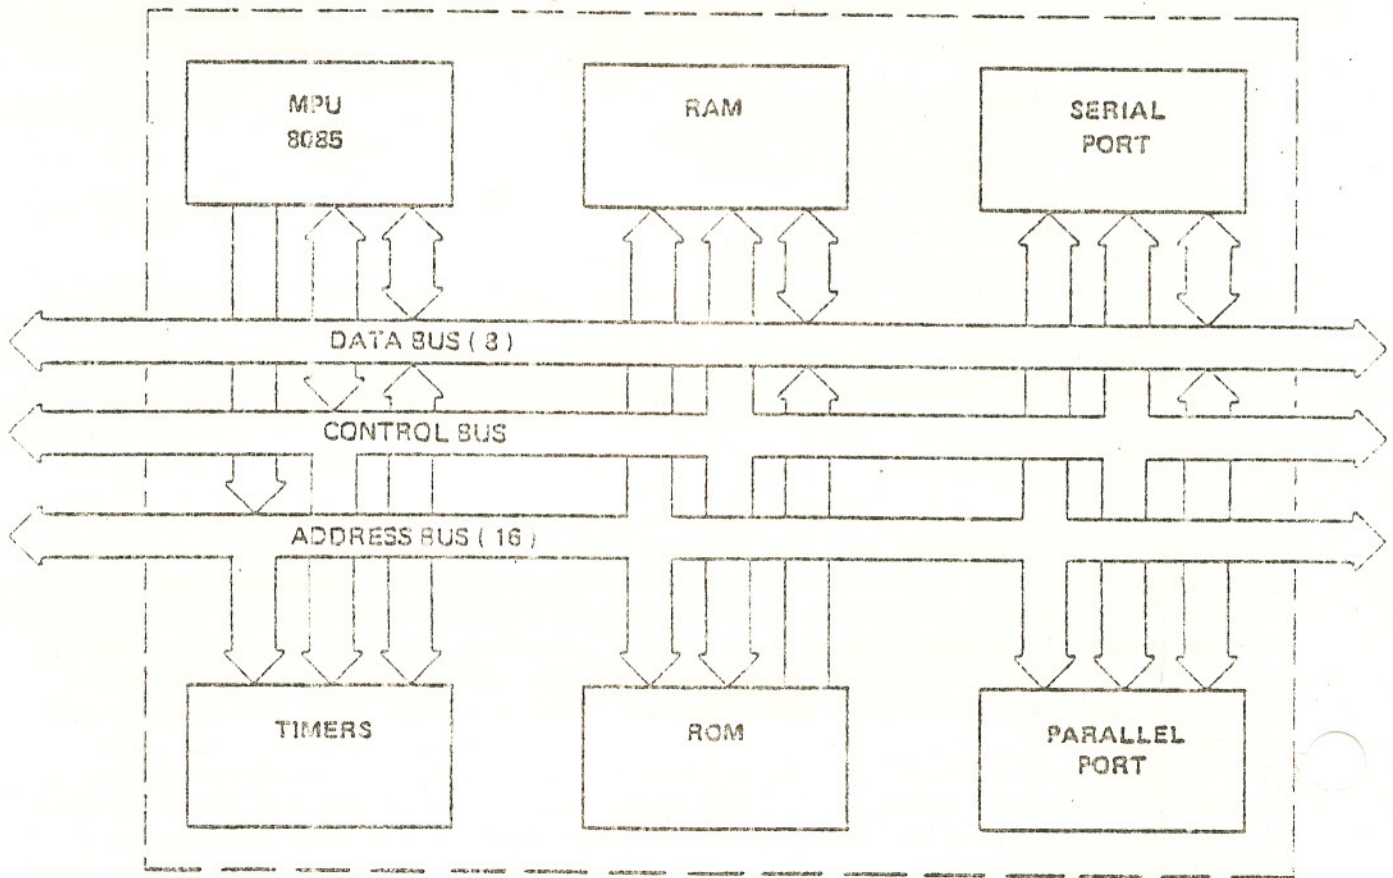 MPU
8085
RAM
SERIAL
PORT
DATA BUS ( 8 )
CONTROL BUS
ADDRESS BUS ( 16 )
TIMERS
ROM
PARALLEL
PORT